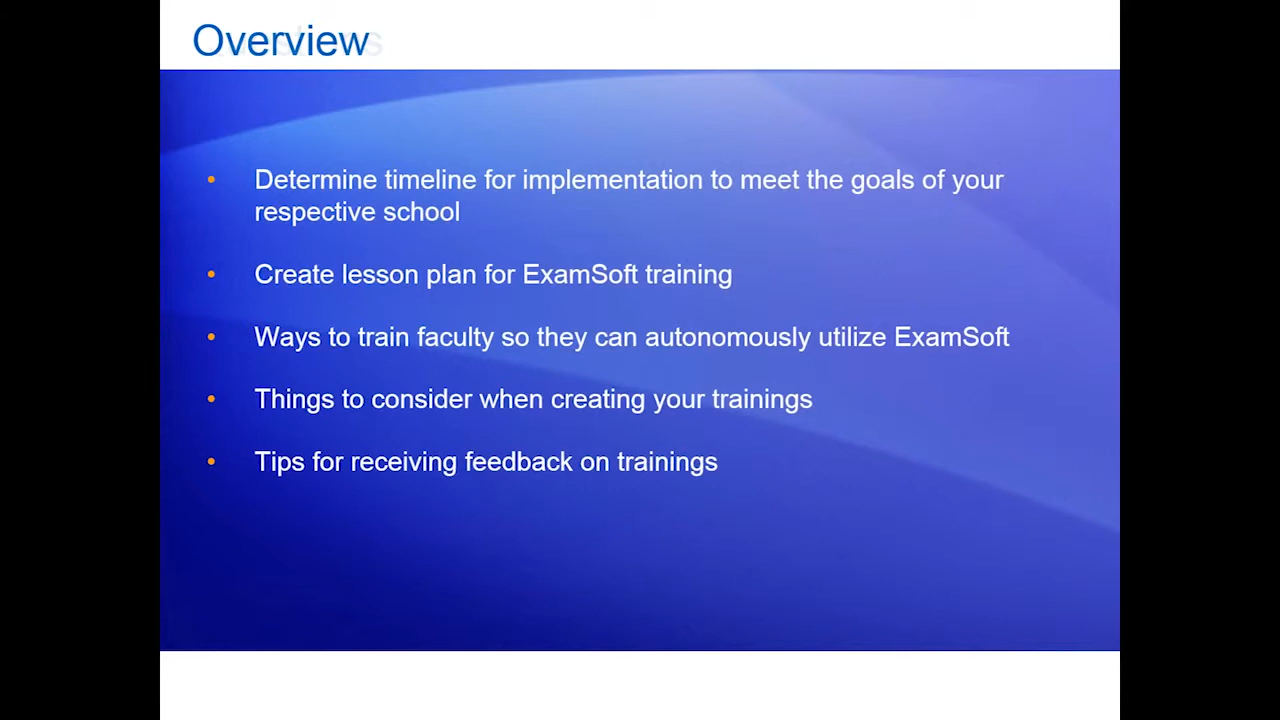 Overview
• Determine timeline for implementation to meet the goals of your
respective school
• Create lesson plan for ExamSoft training
• Ways to train faculty so they can autonomously utilize ExamSoft
• Things to consider when creating your trainings
• Tips for receiving feedback on trainings